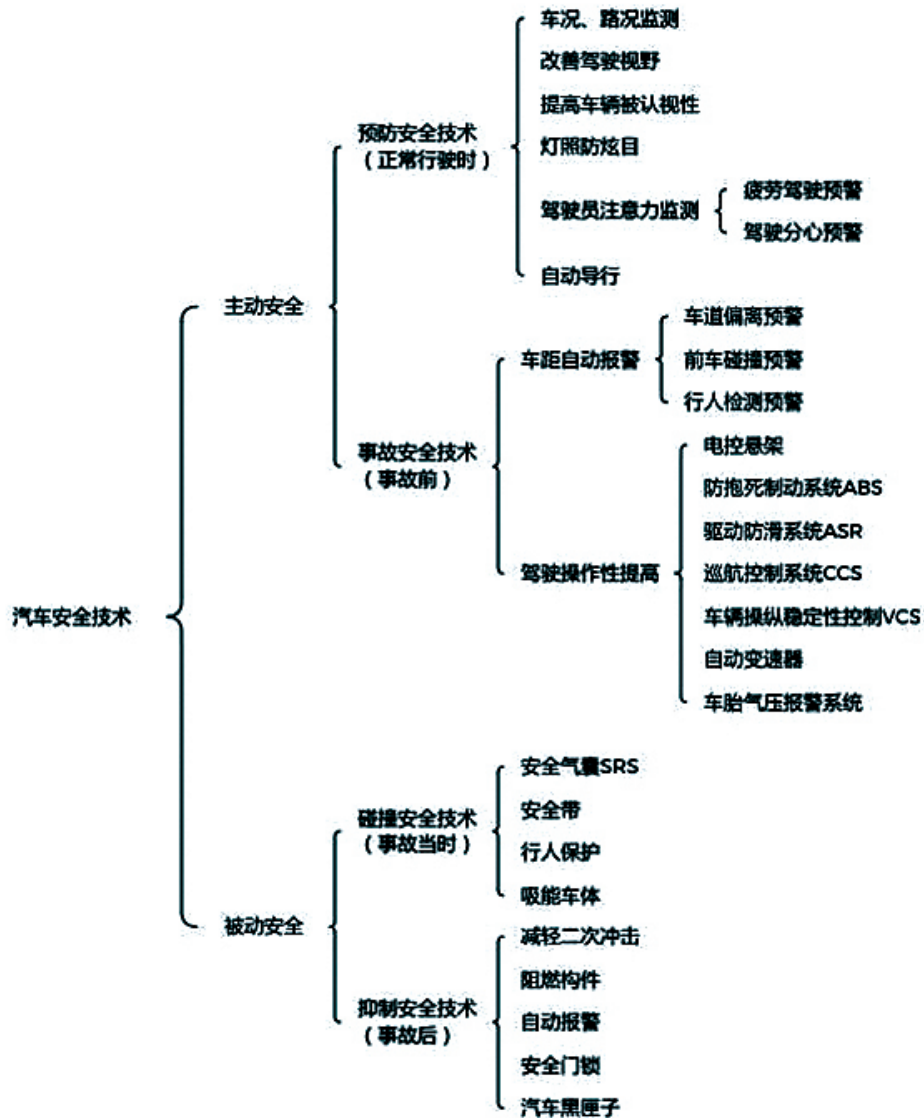 车况、路况监测
改善驾驶视野
提高车辆被认视性
预防安全技术
（正常行驶时）
灯照防炫目
驾驶员注意力监测
疲劳驾驶预警
驾驶分心预警
自动导行
主动安全
车道偏离预警
车距自动报警
前车碰撞预警
行人检测预警
事故安全技术
（事故前）
电控悬架
防抱死制动系统ABS
驱动防滑系统ASR
驾驶操作性提高
巡航控制系统CCS
汽车安全技术
车辆操纵稳定性控制VCS
自动变速器
车胎气压报警系统
安全气囊SRS
碰撞安全技术
（事故当时）
安全带
行人保护
吸能车体
被动安全
减轻二次冲击
阻燃构件
抑制安全技术
（事故后）
自动报警
安全门锁
汽车黑匣子